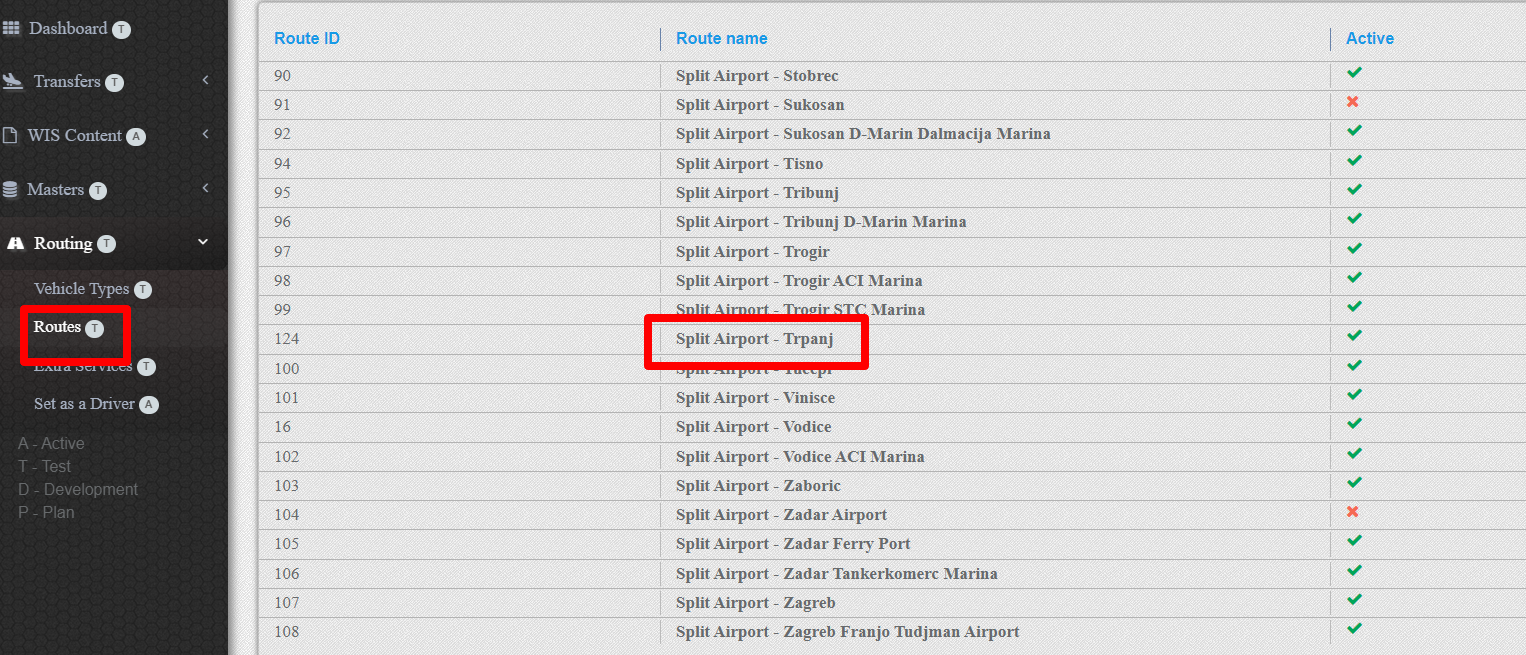 Dashboard T
Transfers T
WIS Content A
Masters T
Routing T
Vehicle Types T
Routes T
Extra Services T
Set as a Driver A
A - Active
T - Test
D - Development
P - Plan
Route ID Route name Active
90 Split Airport - Stobrec
91 Split Airport - Sukosan
92 Split Airport - Sukosan D-Marin Dalmacija Marina
94 Split Airport - Tisno
95 Split Airport - Tribunj
96 Split Airport - Tribunj D-Marin Marina
97 Split Airport - Trogir
98 Split Airport - Trogir ACI Marina
99 Split Airport - Trogir STC Marina
124 Split Airport - Trpanj
100 Split Airport - Tucepi
101 Split Airport - Vinisce
16 Split Airport - Vodice
102 Split Airport - Vodice ACI Marina
103 Split Airport - Zaboric
104 Split Airport - Zadar Airport
105 Split Airport - Zadar Ferry Port
106 Split Airport - Zadar Tankerkomerc Marina
107 Split Airport - Zagreb
108 Split Airport - Zagreb Franjo Tudjman Airport